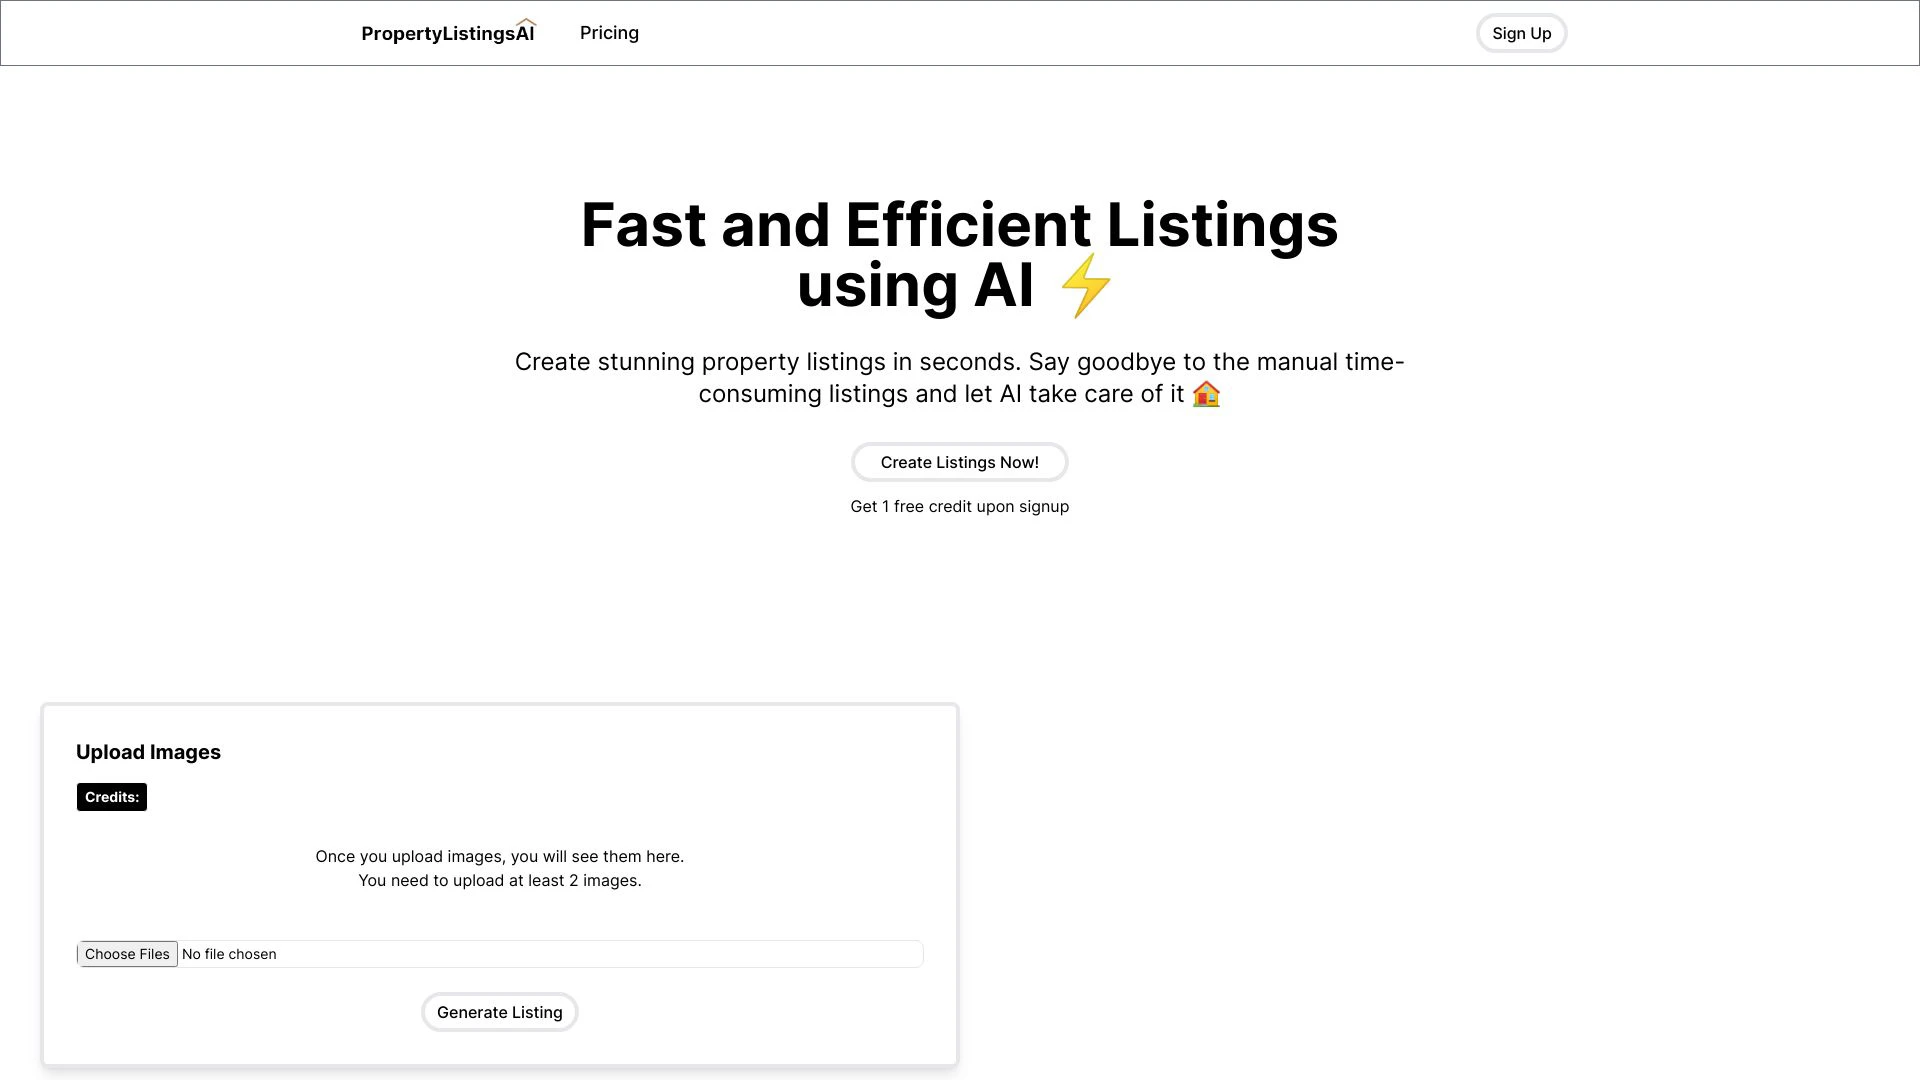 PropertyListingsAI
Pricing
Sign Up
Fast and Efficient Listings
using AI ⚡
Create stunning property listings in seconds. Say goodbye to the manual time-
consuming listings and let AI take care of it 🏠
Create Listings Now!
Get 1 free credit upon signup
Upload Images
Credits:
Once you upload images, you will see them here.
You need to upload at least 2 images.
Choose Files No file chosen
Generate Listing